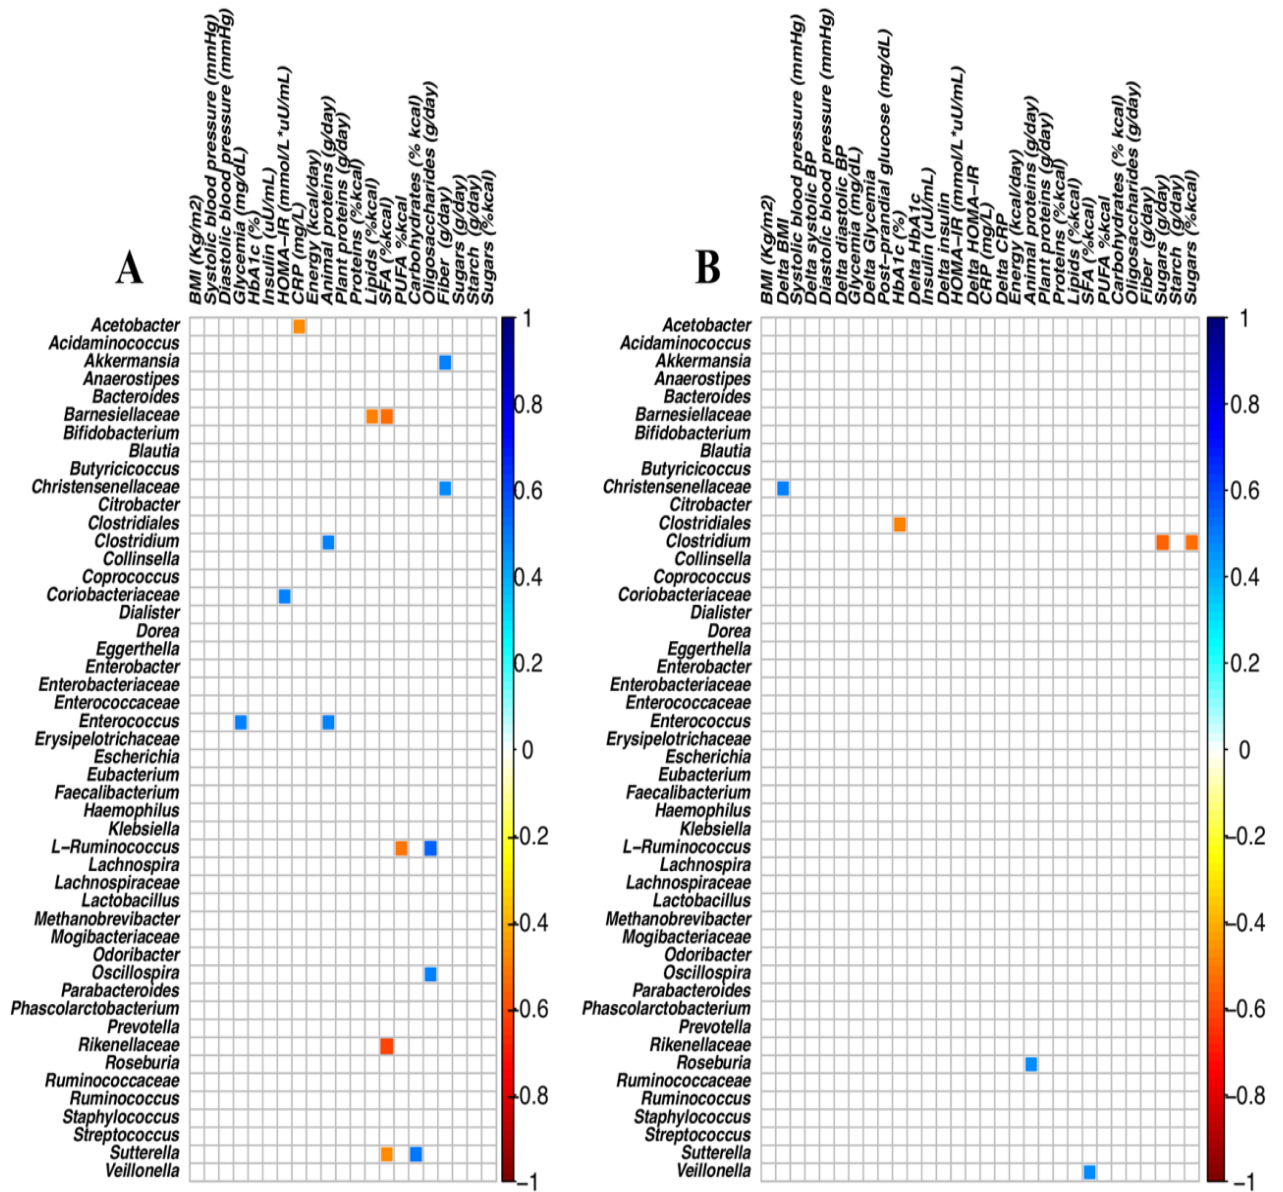 A
BMI (Kg/m2)
Systolic blood pressure (mmHg)
Diastolic blood pressure (mmHg)
Glycemia (mg/dL)
HbA1c (%)
Insulin (uU/mL)
HOMA-IR (mmol/L*uU/mL)
CRP (mg/L)
Energy (kcal/day)
Animal proteins (g/day)
Plant proteins (g/day)
Proteins (%kcal)
Lipids (%kcal)
SFA (%kcal)
PUFA %kcal
Carbohydrates (% kcal)
Oligosaccharides (g/day)
Fiber (g/day)
Sugars (g/day)
Starch (g/day)
Sugars (%kcal)
Acetobacter
Acidaminococcus
Akkermansia
Anaerostipes
Bacteroides
Barnesiellaceae
Bifidobacterium
Blautia
Butyricicoccus
Christensenellaceae
Citrobacter
Clostridiales
Clostridium
Collinsella
Coprococcus
Coriobacteriaceae
Dialister
Dorea
Eggerthella
Enterobacter
Enterobacteriaceae
Enterococcaceae
Enterococcus
Erysipelotrichaceae
Escherichia
Eubacterium
Faecalibacterium
Haemophilus
Klebsiella
L-Ruminococcus
Lachnospira
Lachnospiraceae
Lactobacillus
Methanobrevibacter
Mogibacteriaceae
Odoribacter
Oscillospira
Parabacteroides
Phascolarctobacterium
Prevotella
Rikenellaceae
Roseburia
Ruminococcaceae
Ruminococcus
Staphylococcus
Streptococcus
Sutterella
Veillonella
1
0.8
0.6
0.4
0.2
0
-0.2
-0.4
-0.6
-0.8
-1
B
BMI (Kg/m2)
Delta BMI
Systolic blood pressure (mmHg)
Delta systolic BP
Diastolic blood pressure (mmHg)
Delta diastolic BP
Glycemia (mg/dL)
Delta Glycemia
Post-prandial glucose (mg/dL)
HbA1c (%)
Delta HbA1c
Insulin (uU/mL)
Delta insulin
HOMA-IR (mmol/L*uU/mL)
Delta HOMA-IR
CRP (mg/L)
Delta CRP
Energy (kcal/day)
Animal proteins (g/day)
Plant proteins (g/day)
Proteins (%kcal)
Lipids (%kcal)
SFA (%kcal)
PUFA %kcal
Carbohydrates (% kcal)
Oligosaccharides (g/day)
Fiber (g/day)
Sugars (g/day)
Starch (g/day)
Sugars (%kcal)
Acetobacter
Acidaminococcus
Akkermansia
Anaerostipes
Bacteroides
Barnesiellaceae
Bifidobacterium
Blautia
Butyricicoccus
Christensenellaceae
Citrobacter
Clostridiales
Clostridium
Collinsella
Coprococcus
Coriobacteriaceae
Dialister
Dorea
Eggerthella
Enterobacter
Enterobacteriaceae
Enterococcaceae
Enterococcus
Erysipelotrichaceae
Escherichia
Eubacterium
Faecalibacterium
Haemophilus
Klebsiella
L-Ruminococcus
Lachnospira
Lachnospiraceae
Lactobacillus
Methanobrevibacter
Mogibacteriaceae
Odoribacter
Oscillospira
Parabacteroides
Phascolarctobacterium
Prevotella
Rikenellaceae
Roseburia
Ruminococcaceae
Ruminococcus
Staphylococcus
Streptococcus
Sutterella
Veillonella
1
0.8
0.6
0.4
0.2
0
-0.2
-0.4
-0.6
-0.8
-1